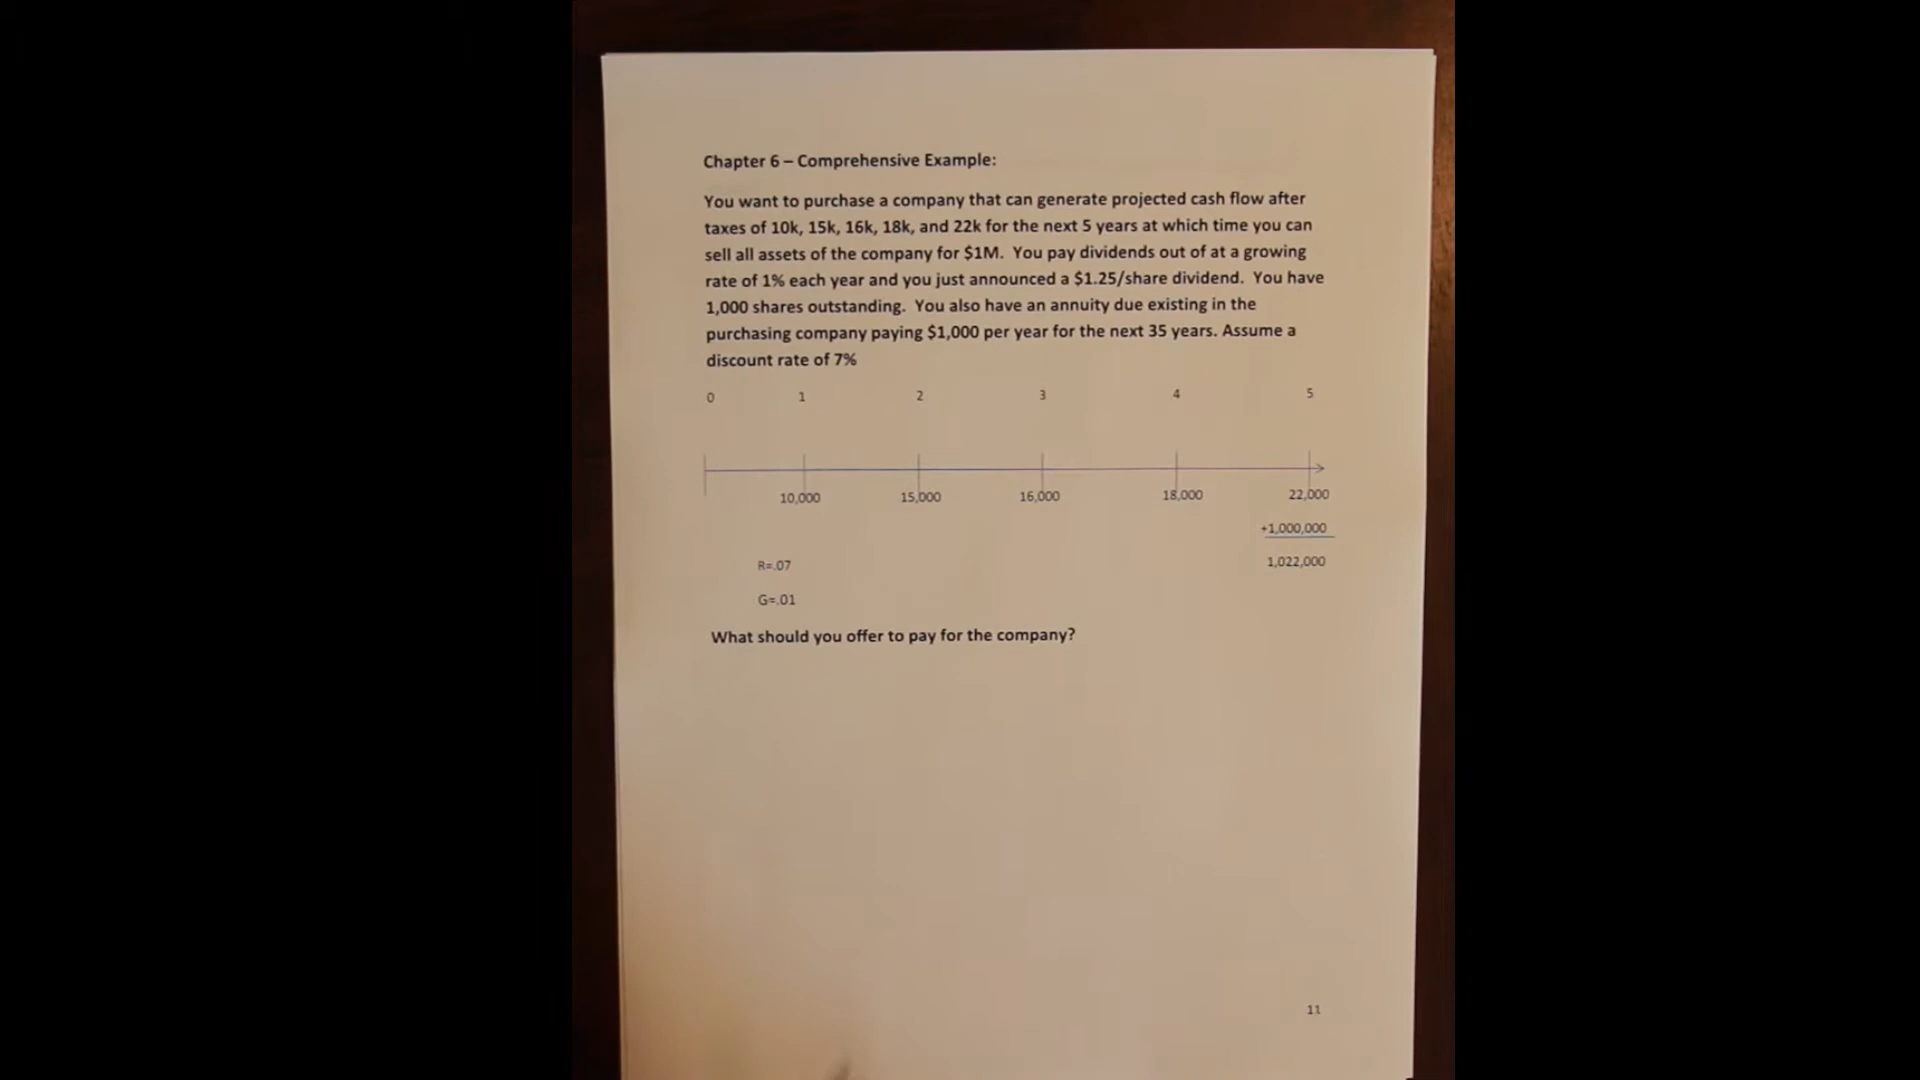 Chapter 6 – Comprehensive Example:
You want to purchase a company that can generate projected cash flow after
taxes of 10k, 15k, 16k, 18k, and 22k for the next 5 years at which time you can
sell all assets of the company for $1M.  You pay dividends out of at a growing
rate of 1% each year and you just announced a $1.25/share dividend.  You have
1,000 shares outstanding.  You also have an annuity due existing in the
purchasing company paying $1,000 per year for the next 35 years. Assume a
discount rate of 7%
0 1 2 3 4 5
10,000 15,000 16,000 18,000 22,000
+1,000,000
R=.07 1,022,000
G=.01
What should you offer to pay for the company?
11